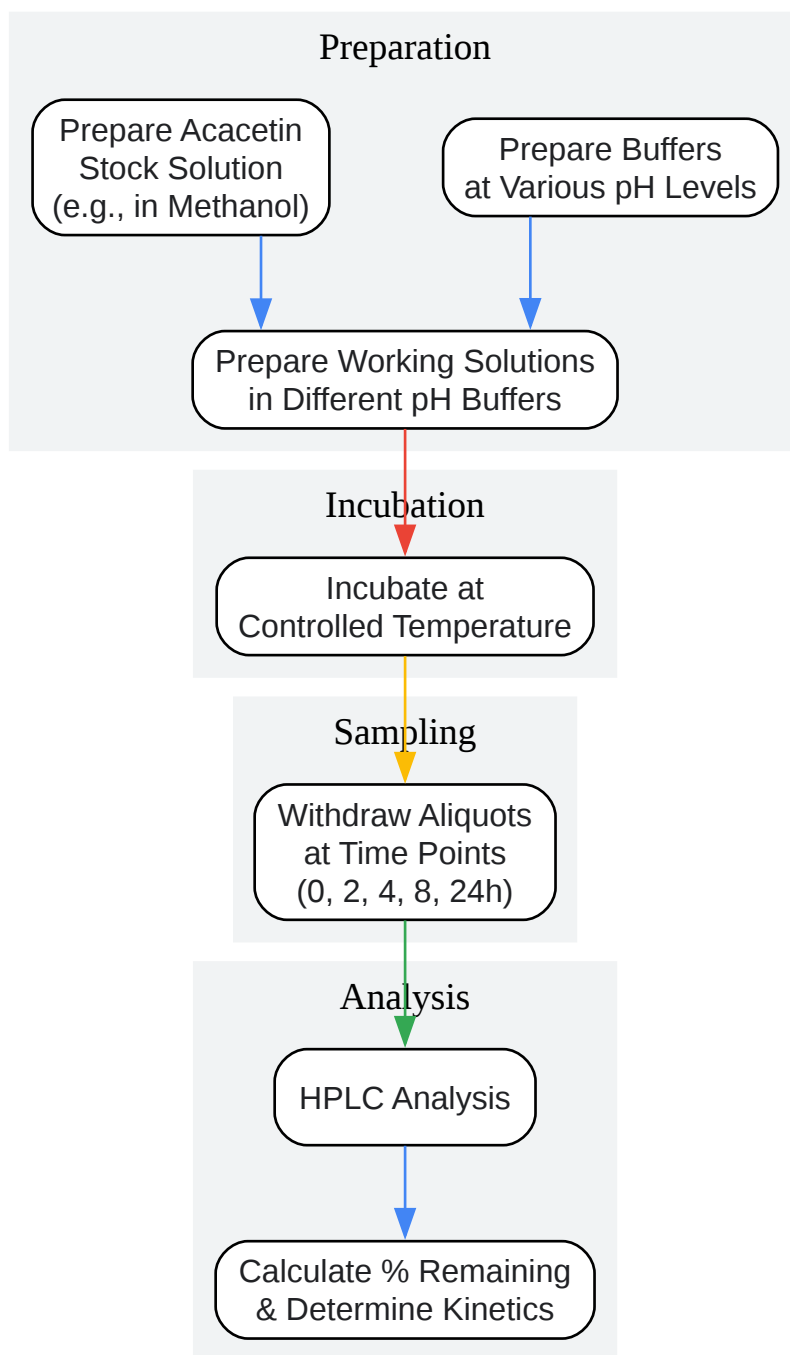 Preparation
Prepare Acacetin
Stock Solution
(e.g., in Methanol)
Prepare Buffers
at Various pH Levels
Prepare Working Solutions
in Different pH Buffers
Incubation
Incubate at
Controlled Temperature
Sampling
Withdraw Aliquots
at Time Points
(0, 2, 4, 8, 24h)
Analysis
HPLC Analysis
Calculate % Remaining
& Determine Kinetics